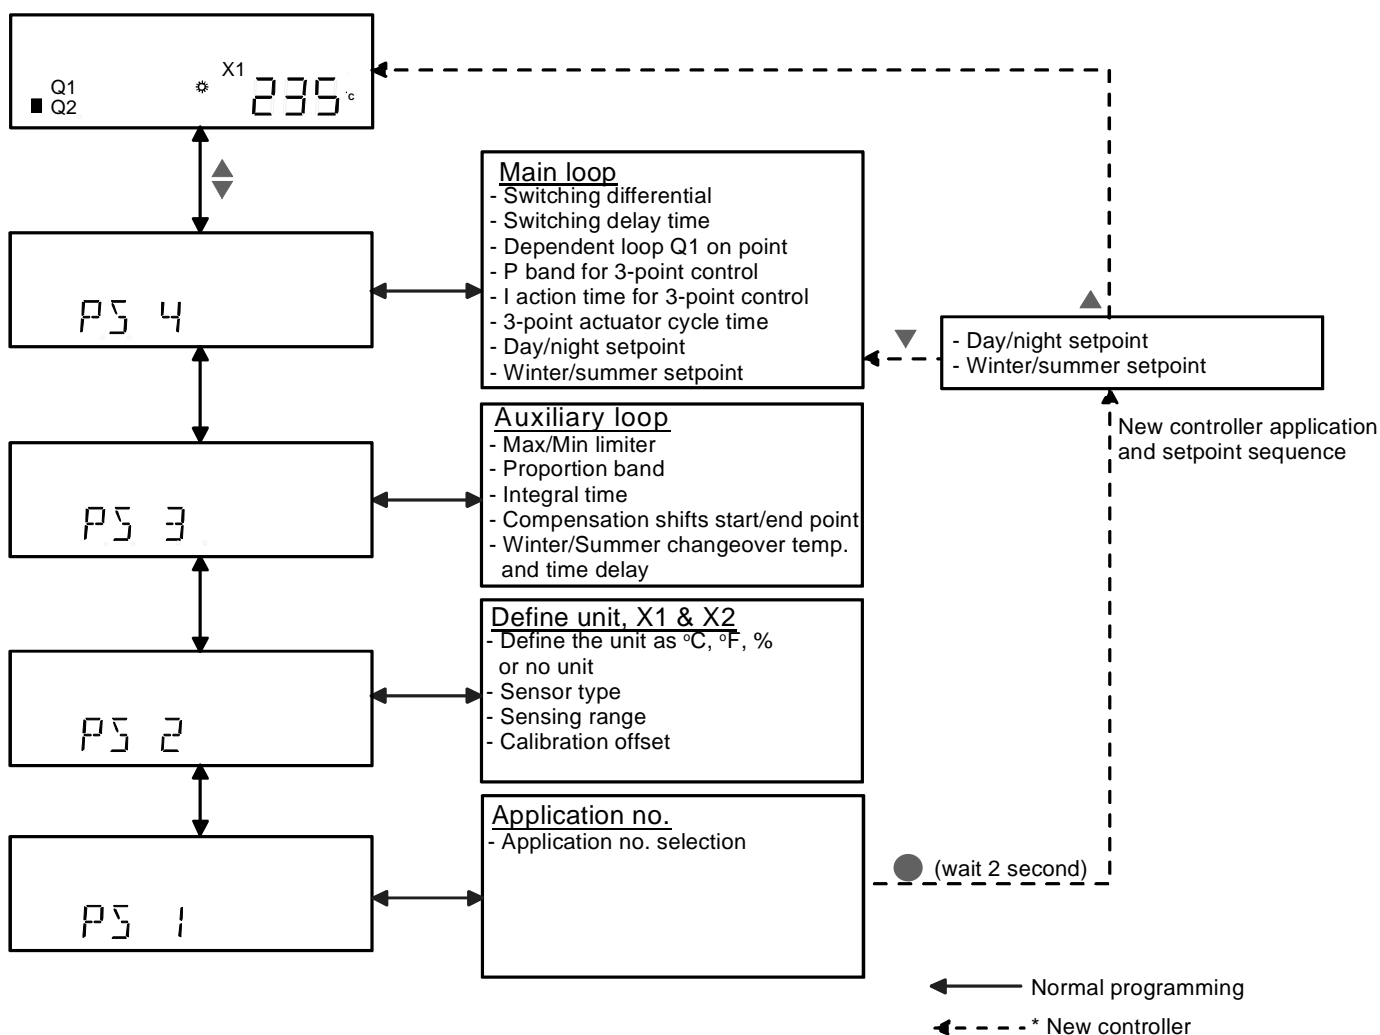 X1
Q1
Q2
235 °c
Main loop
- Switching differential
- Switching delay time
- Dependent loop Q1 on point
- P band for 3-point control
- I action time for 3-point control
- 3-point actuator cycle time
- Day/night setpoint
- Winter/summer setpoint
PS 4
- Day/night setpoint
- Winter/summer setpoint
New controller application
and setpoint sequence
Auxiliary loop
- Max/Min limiter
- Proportion band
- Integral time
- Compensation shifts start/end point
- Winter/Summer changeover temp.
and time delay
PS 3
Define unit, X1 & X2
- Define the unit as °C, °F, %
or no unit
- Sensor type
- Sensing range
- Calibration offset
PS 2
Application no.
- Application no. selection
(wait 2 second)
PS 1
Normal programming
* New controller